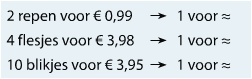 2 repen voor € 0,99 → 1 voor ≈
4 flesjes voor € 3,98 → 1 voor ≈
10 blikjes voor € 3,95 → 1 voor ≈